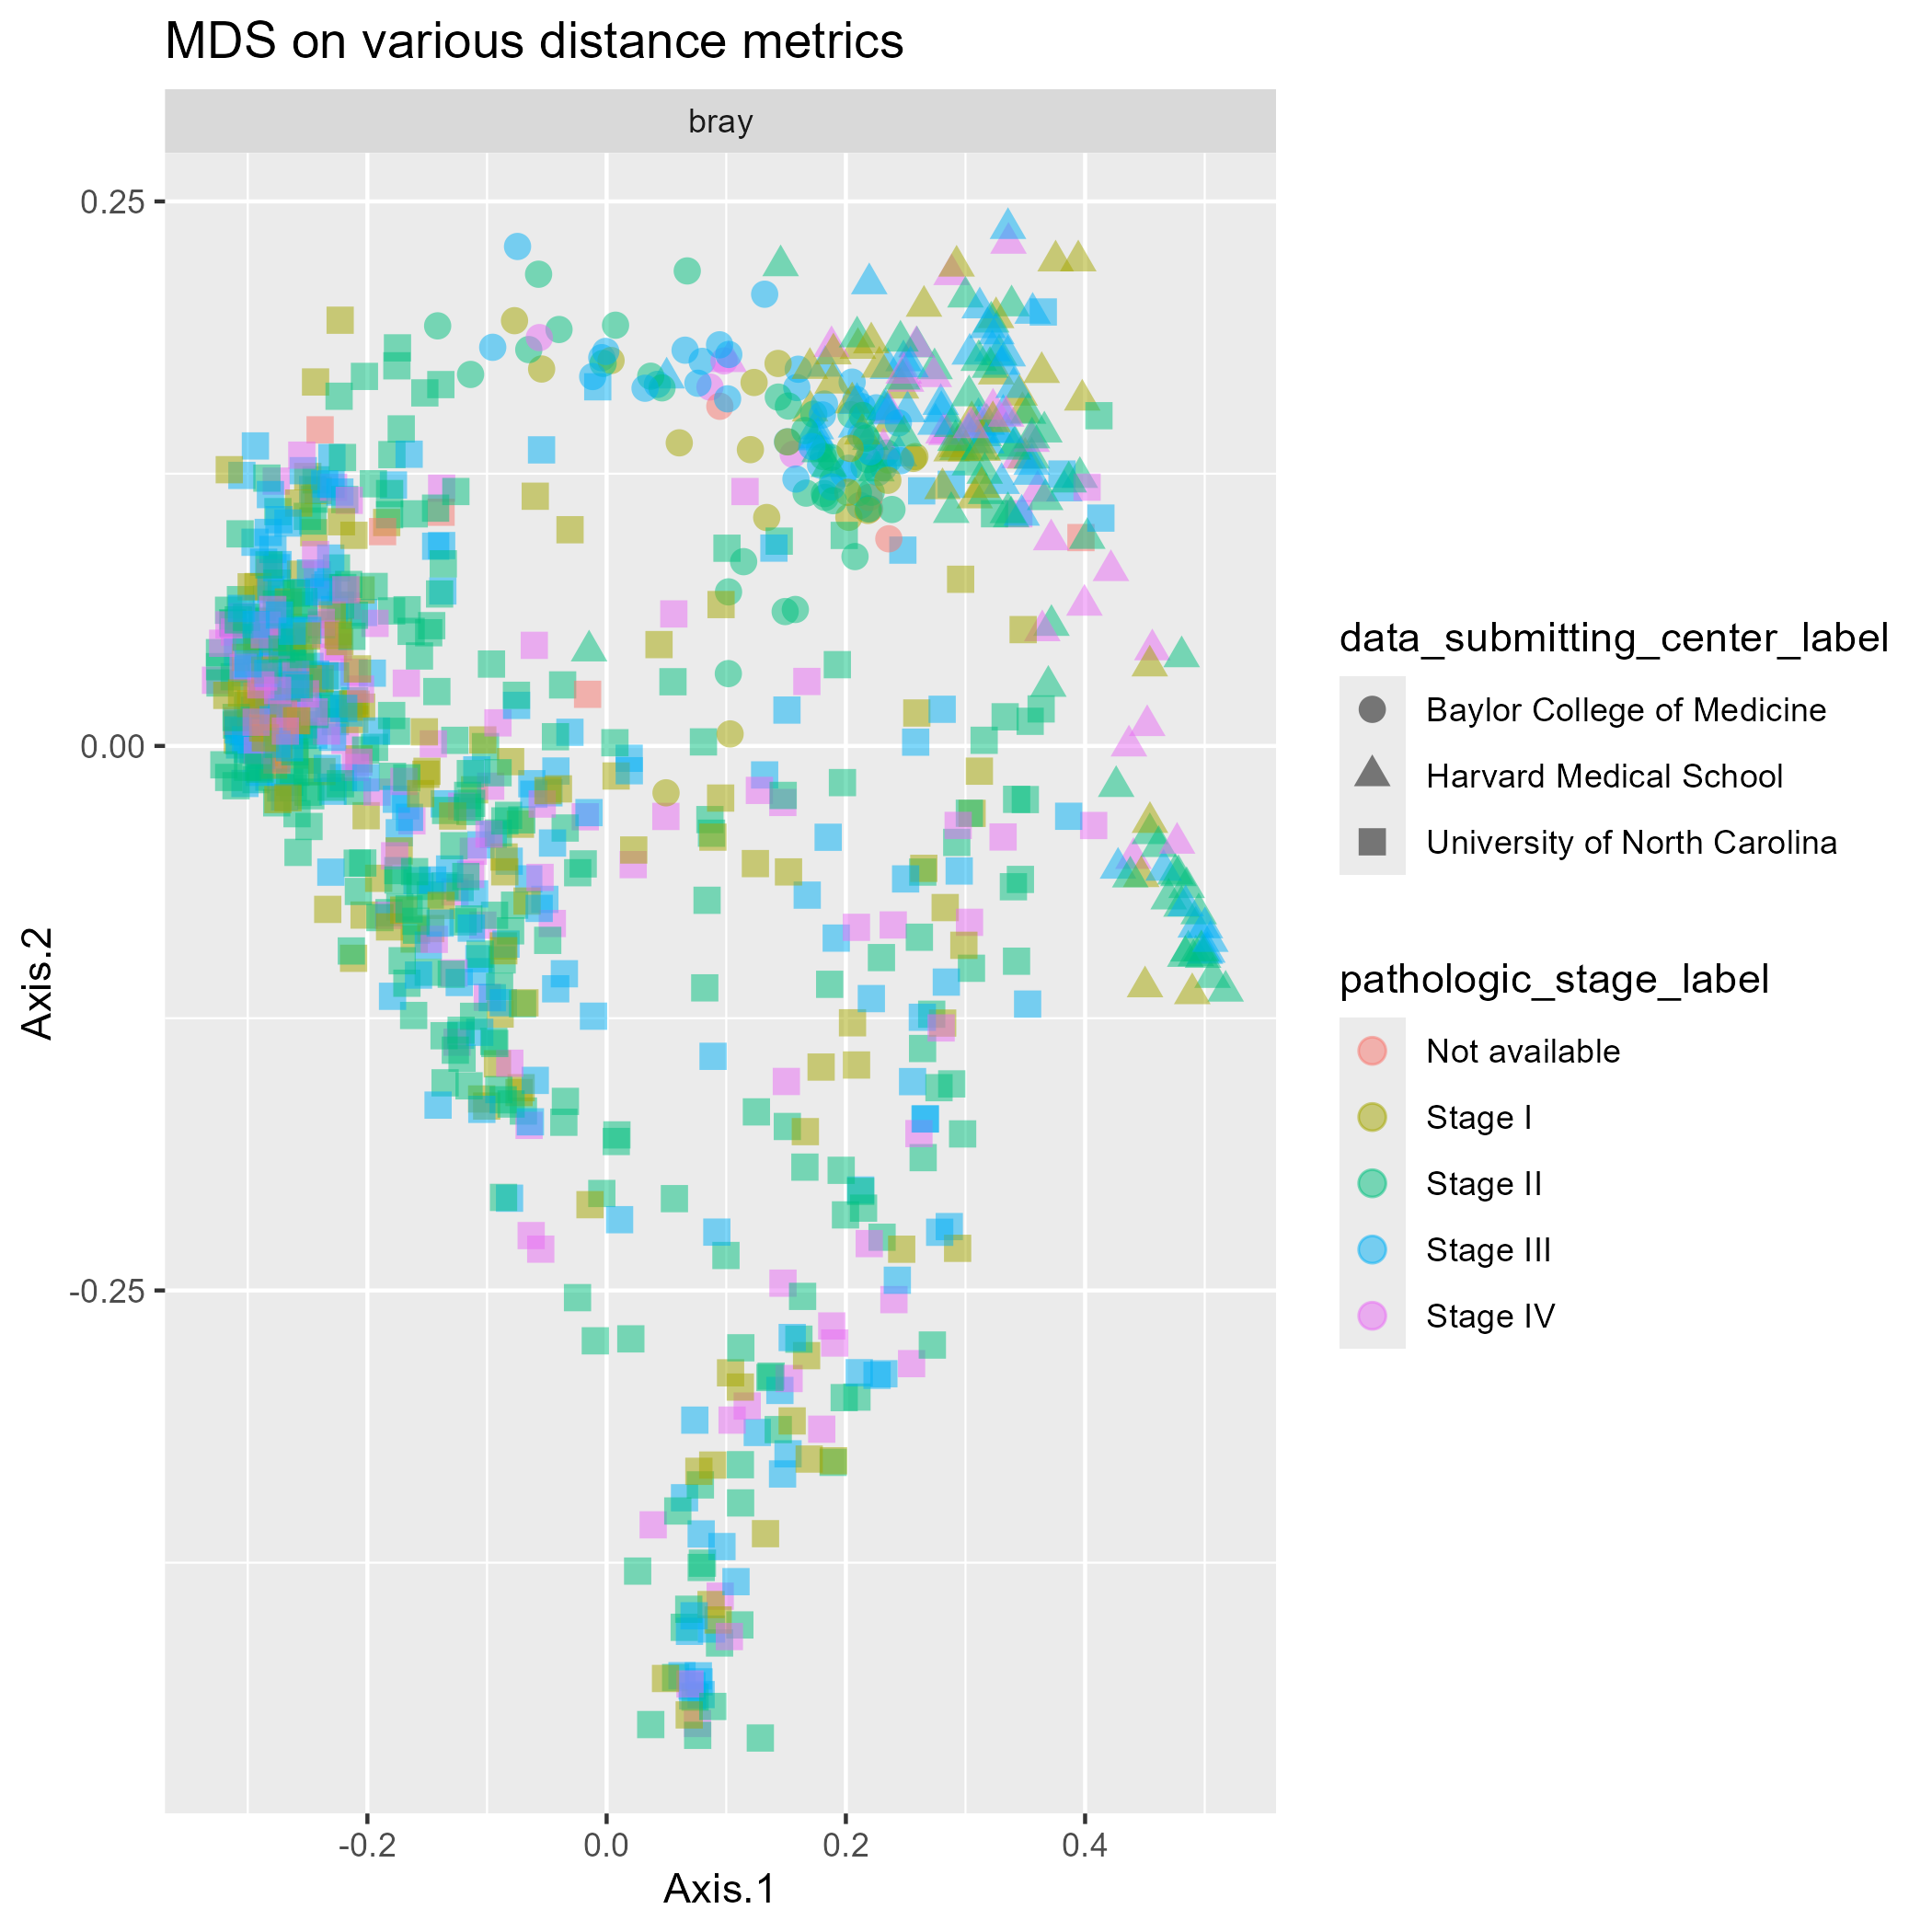 MDS on various distance metrics
bray
0.25
0.00
-0.25
Axis.2
-0.2
0.0
0.2
0.4
Axis.1
data_submitting_center_label
Baylor College of Medicine
Harvard Medical School
University of North Carolina
pathologic_stage_label
Not available
Stage I
Stage II
Stage III
Stage IV